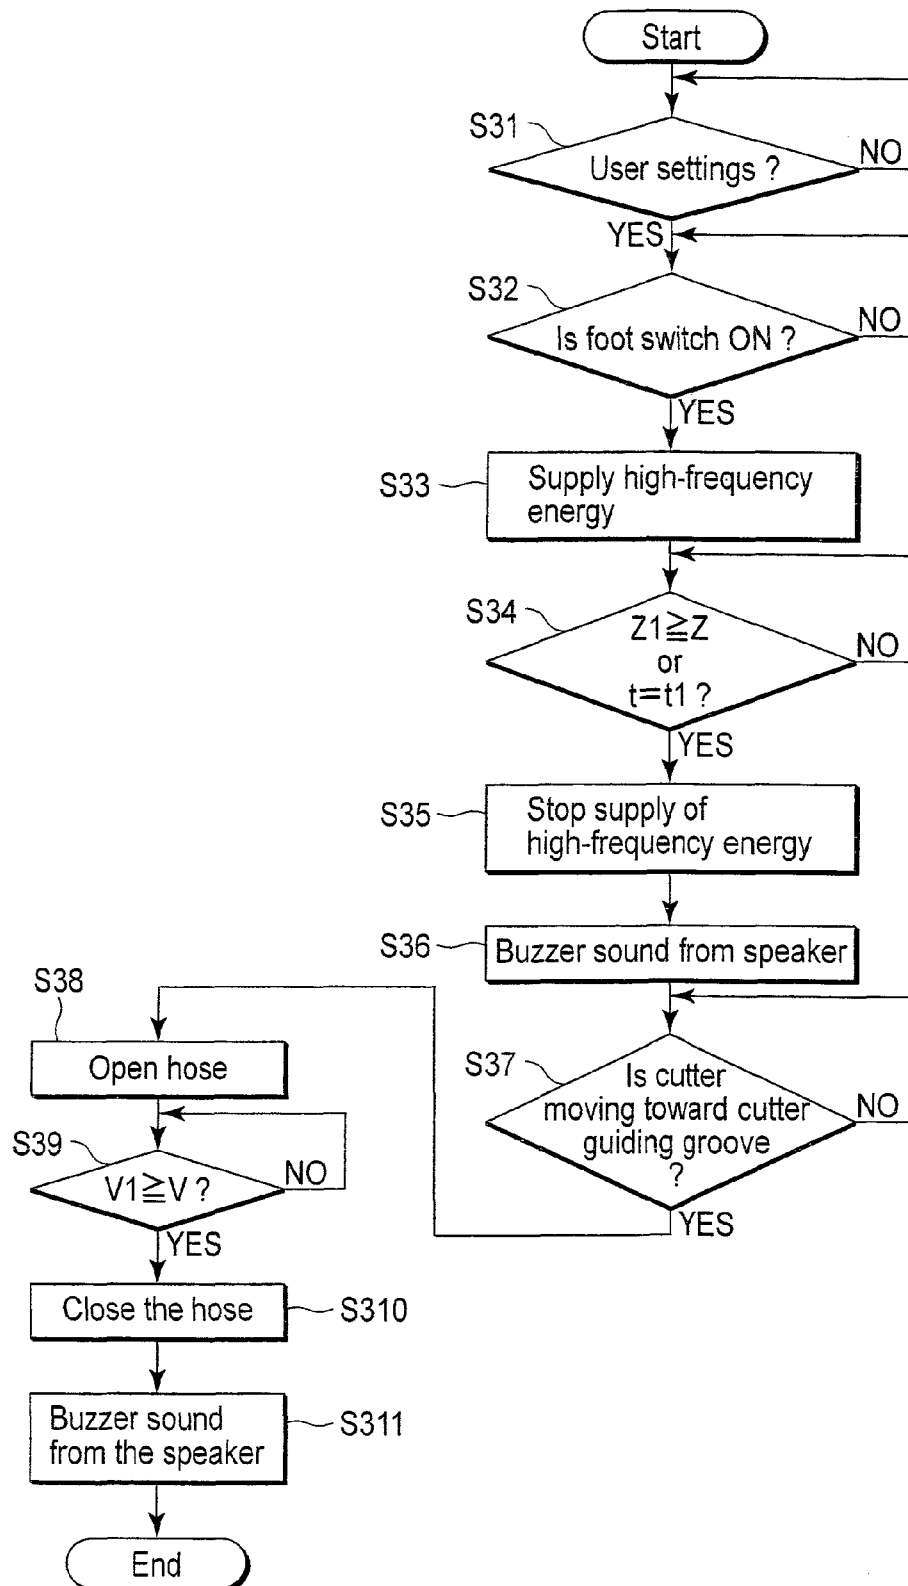 Start
S31
User settings ?
NO
YES
S32
Is foot switch ON ?
NO
YES
S33
Supply high-frequency
energy
S34
Z1≧Z
or
t=t1 ?
NO
YES
S35
Stop supply of
high-frequency energy
S36
Buzzer sound from speaker
S37
Is cutter
moving toward cutter
guiding groove
?
NO
YES
S38
Open hose
S39
V1≧V ?
NO
YES
Close the hose
S310
Buzzer sound
from the speaker
S311
End